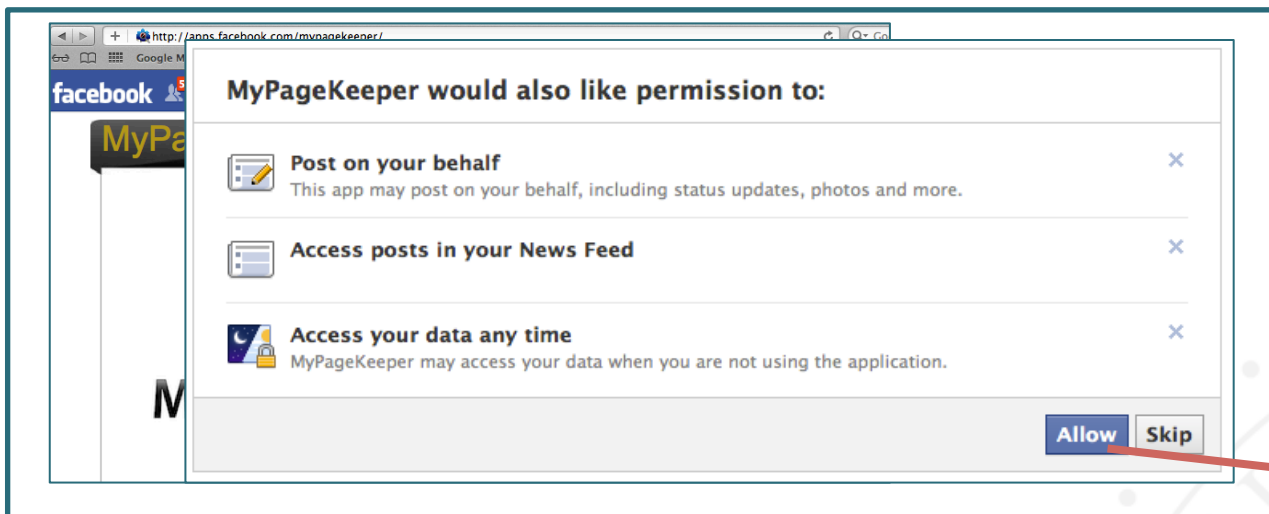 http://apps.facebook.com/mypagekeeper/
Google M
facebook 5
MyPa
M
MyPageKeeper would also like permission to:
Post on your behalf
This app may post on your behalf, including status updates, photos and more.
Access posts in your News Feed
Access your data any time
MyPageKeeper may access your data when you are not using the application.
Allow Skip